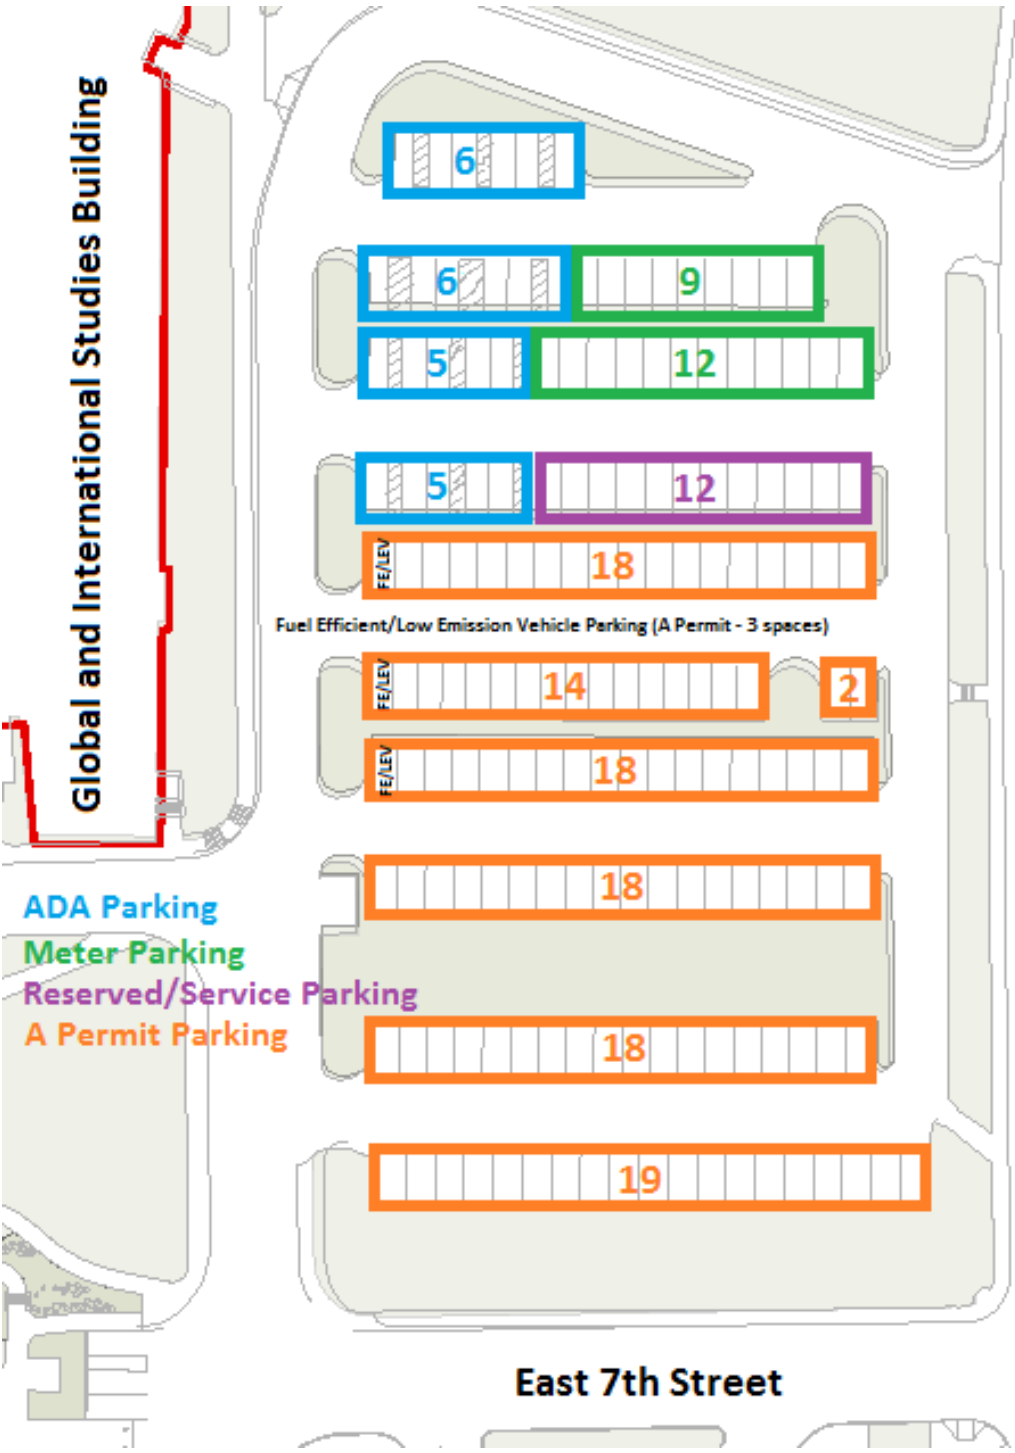 Global and International Studies Building
6
6
9
5
12
5
12
FE/LEV
18
Fuel Efficient/Low Emission Vehicle Parking (A Permit - 3 spaces)
FE/LEV
14
2
FE/LEV
18
18
ADA Parking
Meter Parking
Reserved/Service Parking
A Permit Parking
18
19
East 7th Street